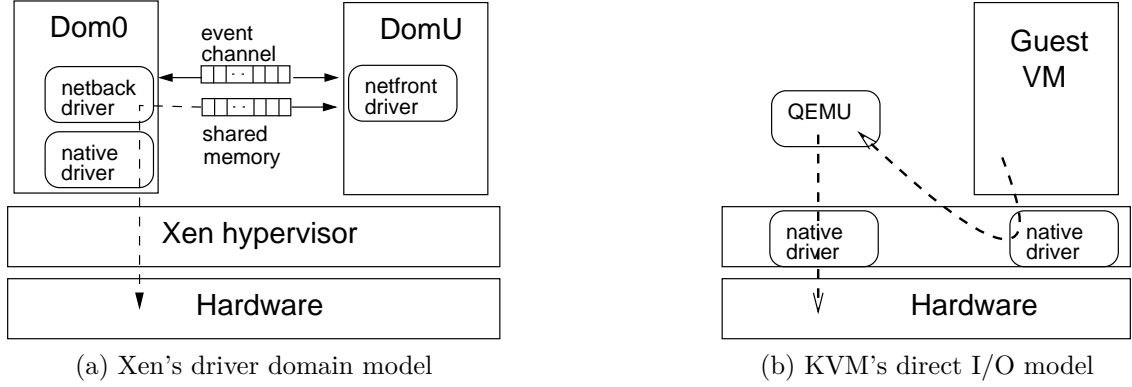 Dom0
event
channel
DomU
netback
driver
netfront
driver
shared
memory
native
driver
Xen hypervisor
Hardware
(a) Xen's driver domain model
Guest
VM
QEMU
native
driver
native
driver
Hardware
(b) KVM's direct I/O model